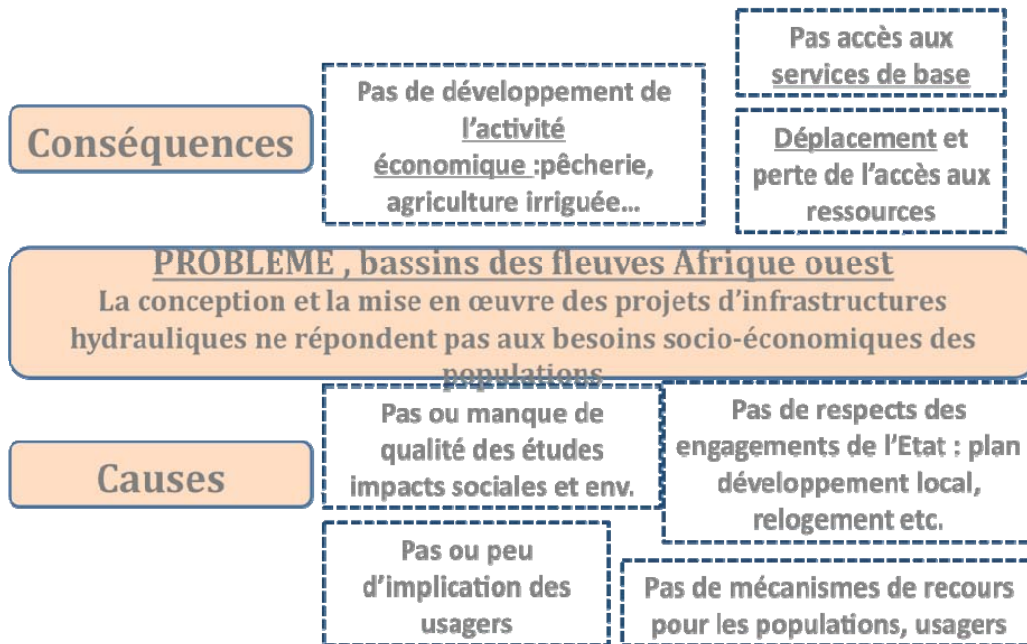 Conséquences
Pas de développement de
l'activité
économique :pêcherie,
agriculture irriguée...
Pas accès aux
services de base
Déplacement et
perte de l'accès aux
ressources
PROBLEME , bassins des fleuves Afrique ouest
La conception et la mise en œuvre des projets d'infrastructures
hydrauliques ne répondent pas aux besoins socio-économiques des
populations
Causes
Pas ou manque de
qualité des études
impacts sociales et env.
Pas de respects des
engagements de l'Etat : plan
développement local,
relogement etc.
Pas ou peu
d'implication des
usagers
Pas de mécanismes de recours
pour les populations, usagers